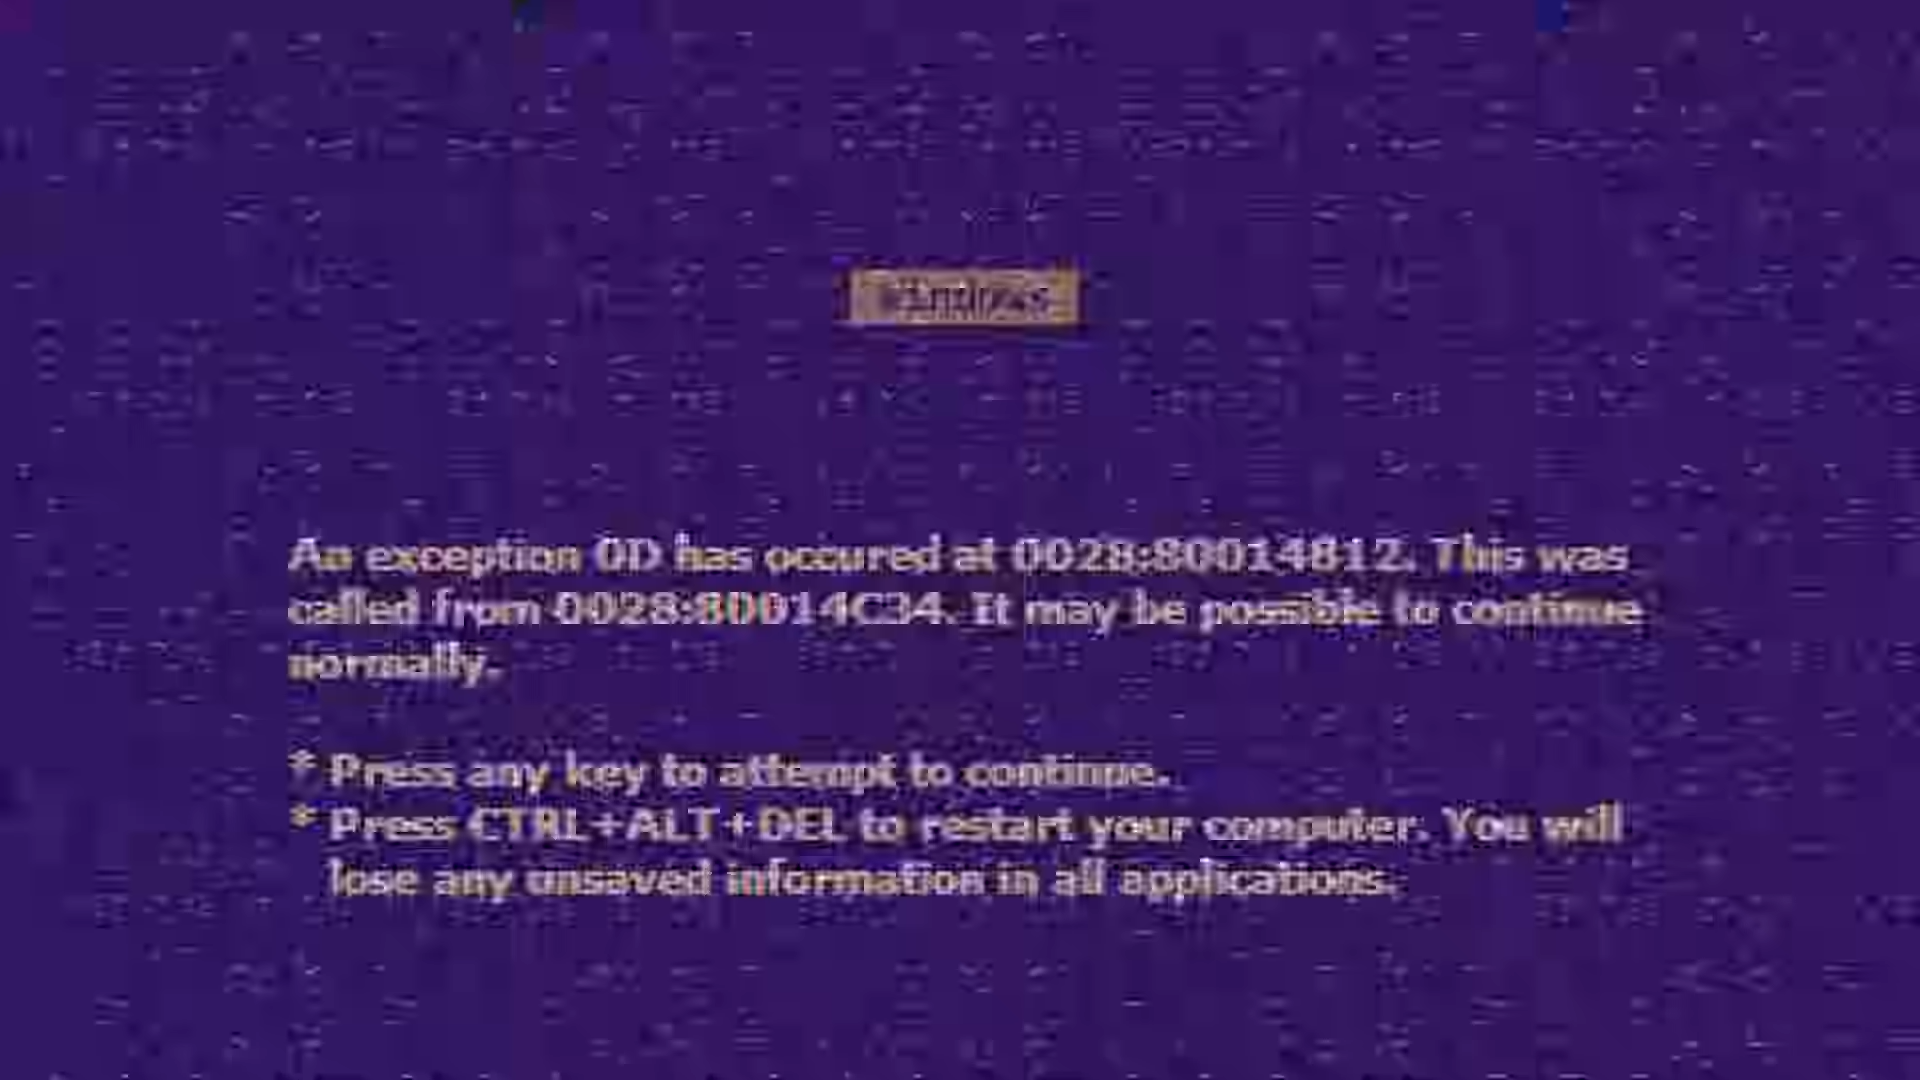 Windows
An exception 0D has occured at 0028:80014812. This was
called from 0028:80014C34. It may be possible to continue
normally.
* Press any key to attempt to continue.
* Press CTRL+ALT+DEL to restart your computer. You will
lose any unsaved information in all applications.